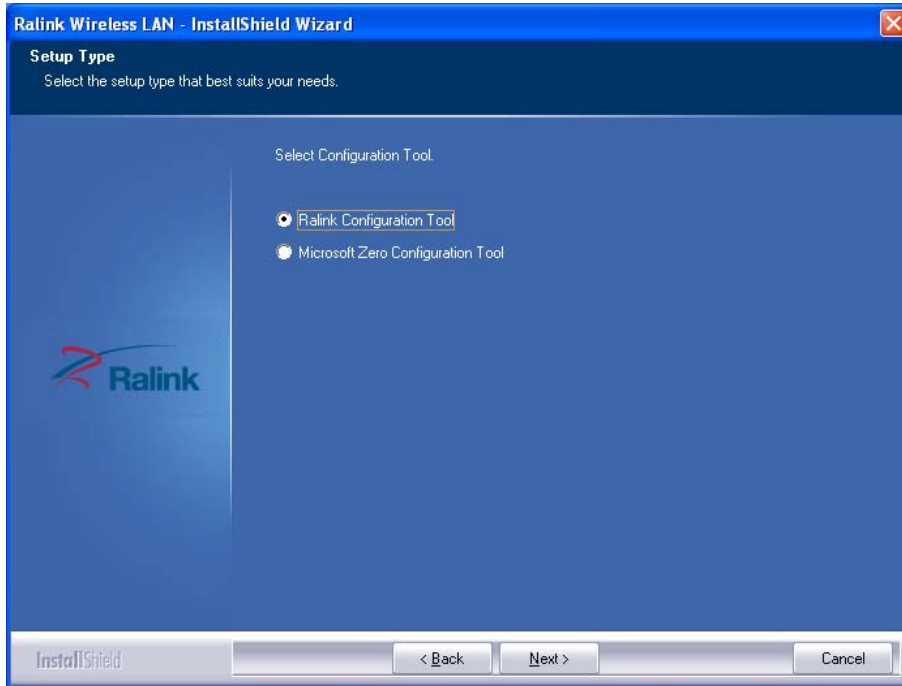 Ralink Wireless LAN - InstallShield Wizard
Setup Type
Select the setup type that best suits your needs.
Select Configuration Tool.
Ralink Configuration Tool
Microsoft Zero Configuration Tool
Ralink
InstallShield
< Back
Next >
Cancel